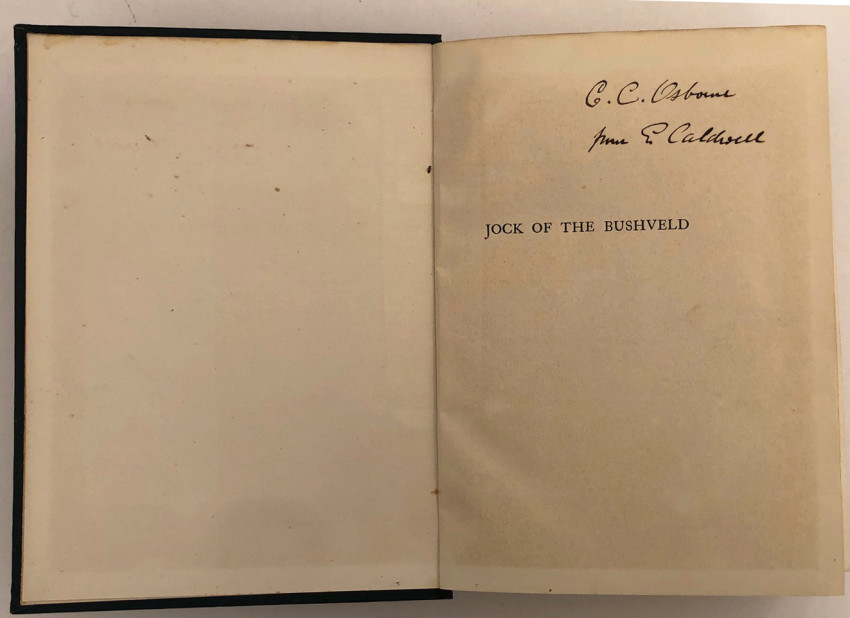 C. C. Osborne
from E Caldwell
JOCK OF THE BUSHVELD